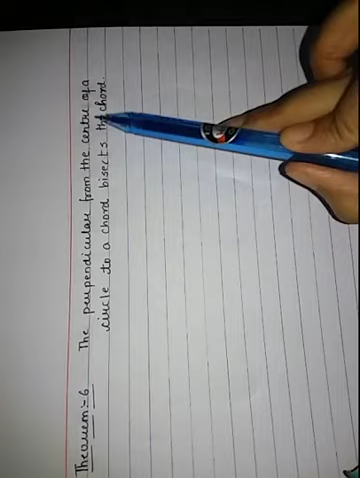 Theorem:-6 The perpendicular from the centre of a
circle to a chord bisects the chord.